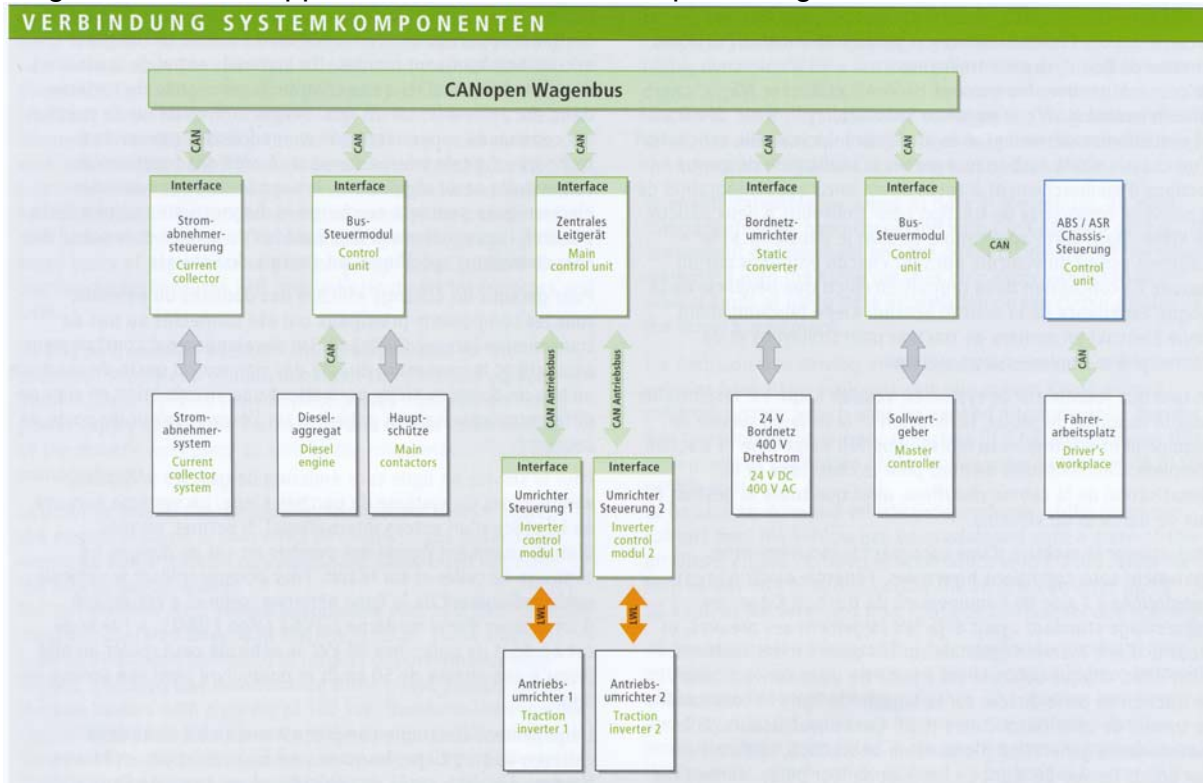 VERBINDUNG SYSTEMKOMPONENTEN
CANopen Wagenbus
CAN
CAN
CAN
CAN
CAN
Interface
Strom-
abnehmer-
steuerung
Current
collector
Interface
Bus-
Steuermodul
Control
unit
Interface
Zentrales
Leitgerät
Main
control unit
Interface
Bordnetz-
umrichter
Static
converter
Interface
Bus-
Steuermodul
Control
unit
CAN
ABS / ASR
Chassis-
Steuerung
Control
unit
CAN
CAN Antriebsbus
CAN Antriebsbus
CAN
Strom-
abnehmer-
system
Current
collector
system
Diesel-
aggregat
Diesel
engine
Haupt-
schütze
Main
contactors
24 V
Bordnetz
400 V
Drehstrom
24 V DC
400 V AC
Sollwert-
geber
Master
controller
Fahrer-
arbeitsplatz
Driver's
workplace
Interface
Umrichter
Steuerung 1
Inverter
control
modul 1
Interface
Umrichter
Steuerung 2
Inverter
control
modul 2
LWL
LWL
Antriebs-
umrichter 1
Traction
inverter 1
Antriebs-
umrichter 2
Traction
inverter 2